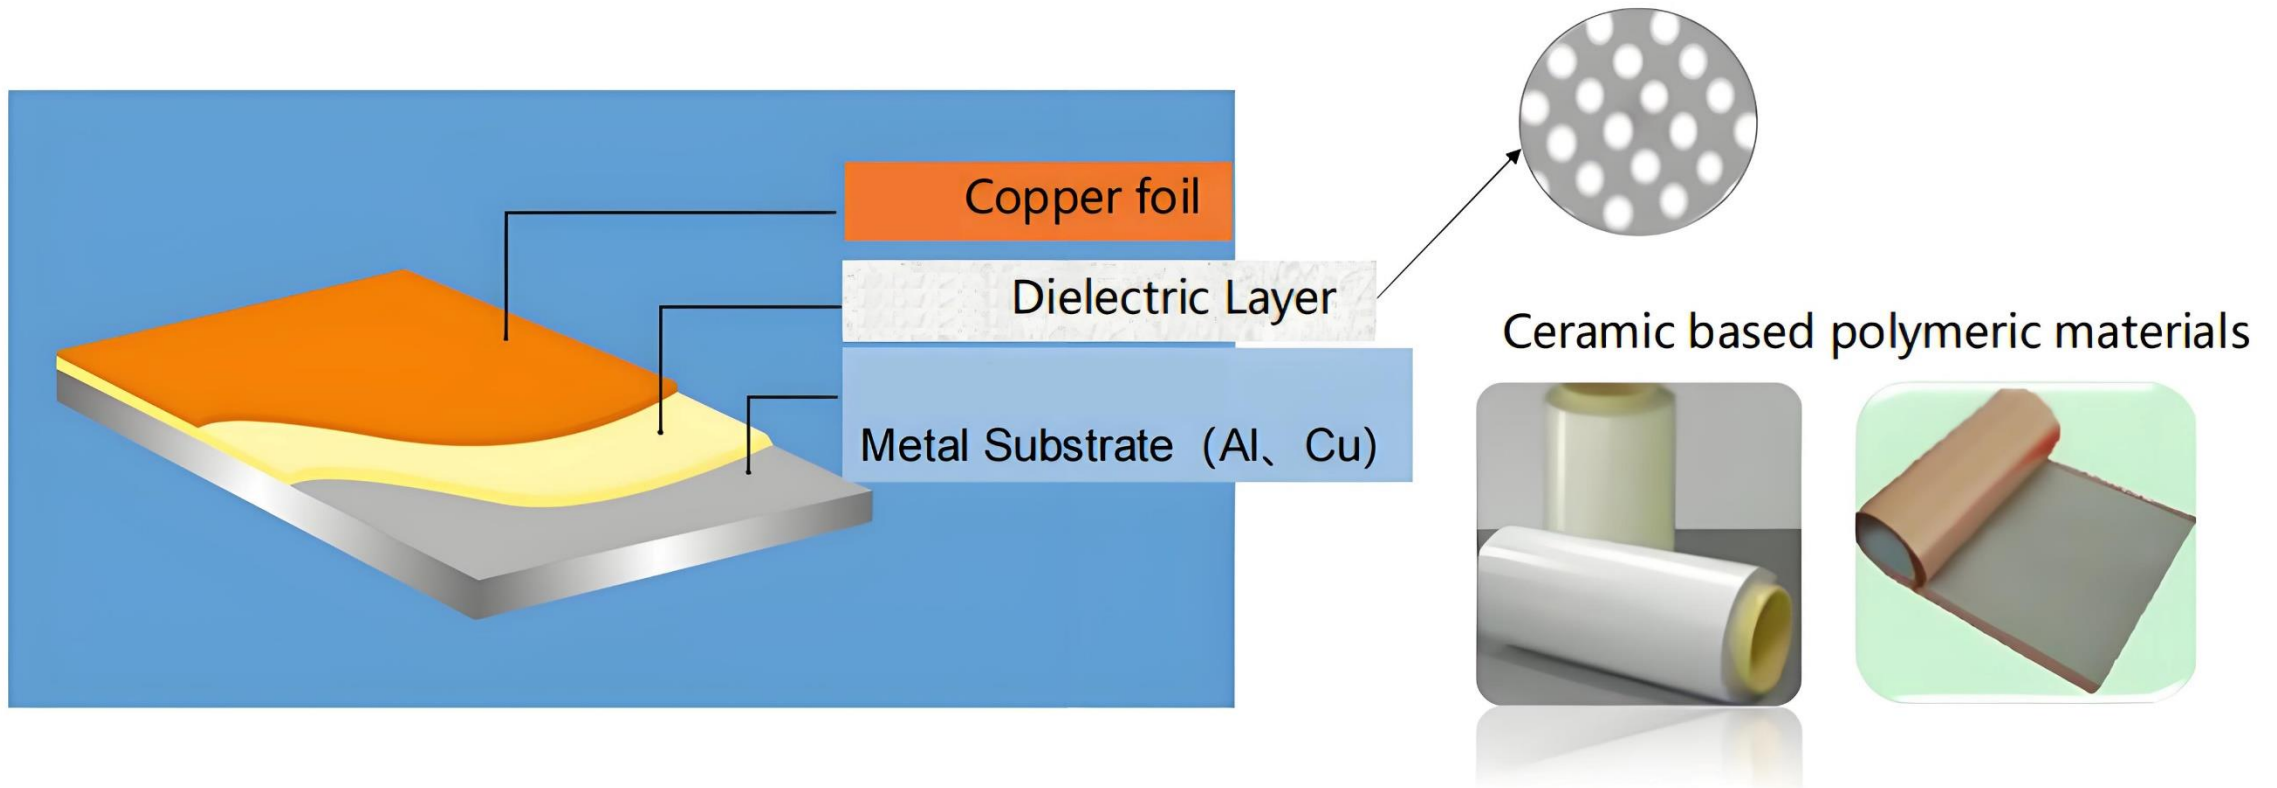 Copper foil
Dielectric Layer
Metal Substrate（Al、Cu）
Ceramic based polymeric materials